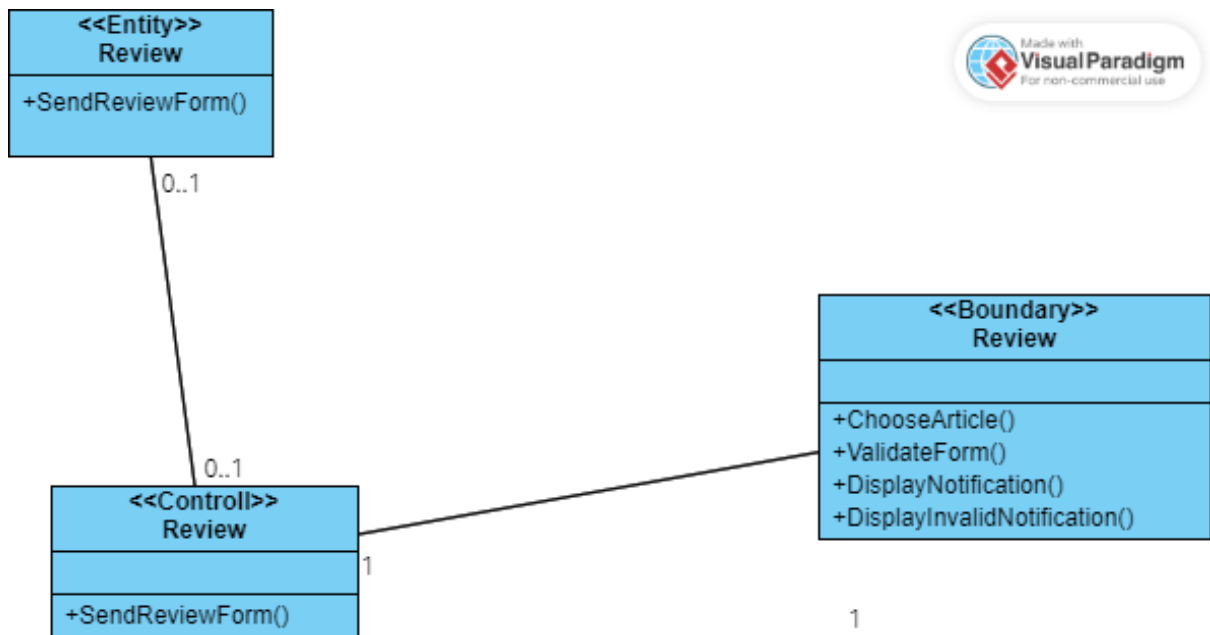 <<Entity>>
Review
+SendReviewForm()
Made with
Visual Paradigm
For non-commercial use
0..1
<<Boundary>>
Review
+ChooseArticle()
+ValidateForm()
+DisplayNotification()
+DisplayInvalidNotification()
0..1
<<Controll>>
Review
1
+SendReviewForm()
1